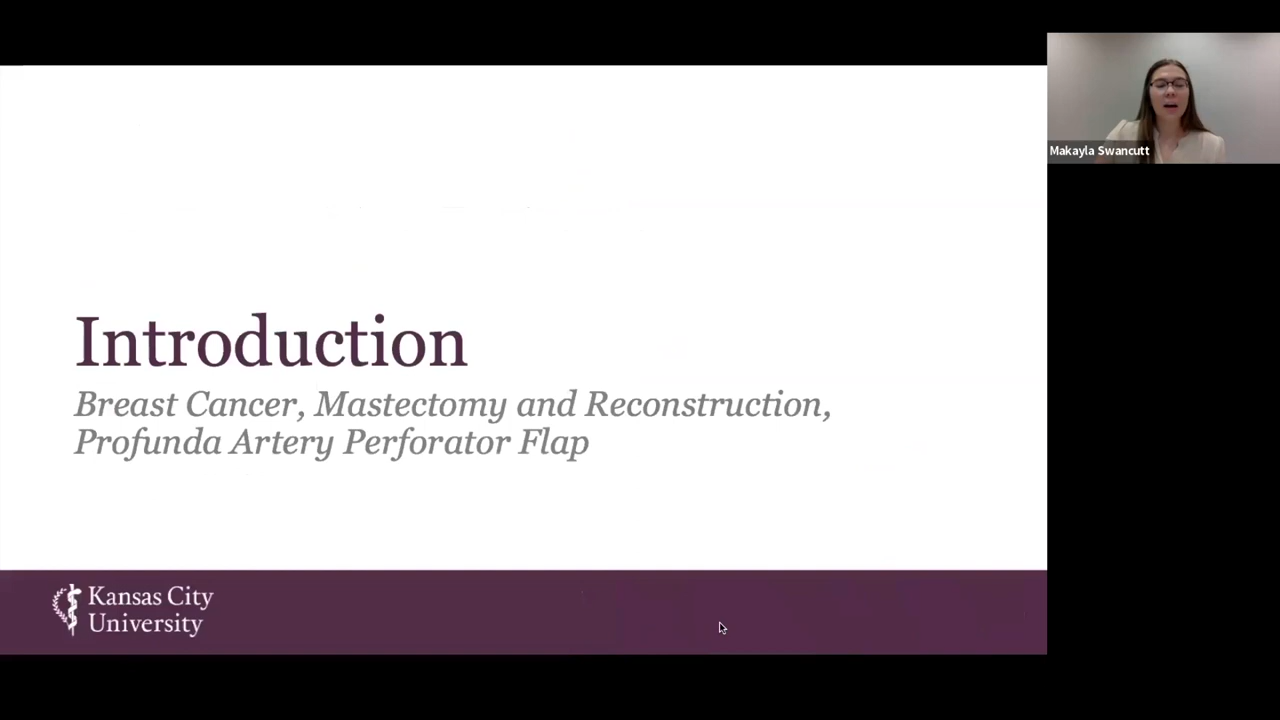 Makayla Swancutt
Introduction
Breast Cancer, Mastectomy and Reconstruction,
Profunda Artery Perforator Flap
Kansas City
University